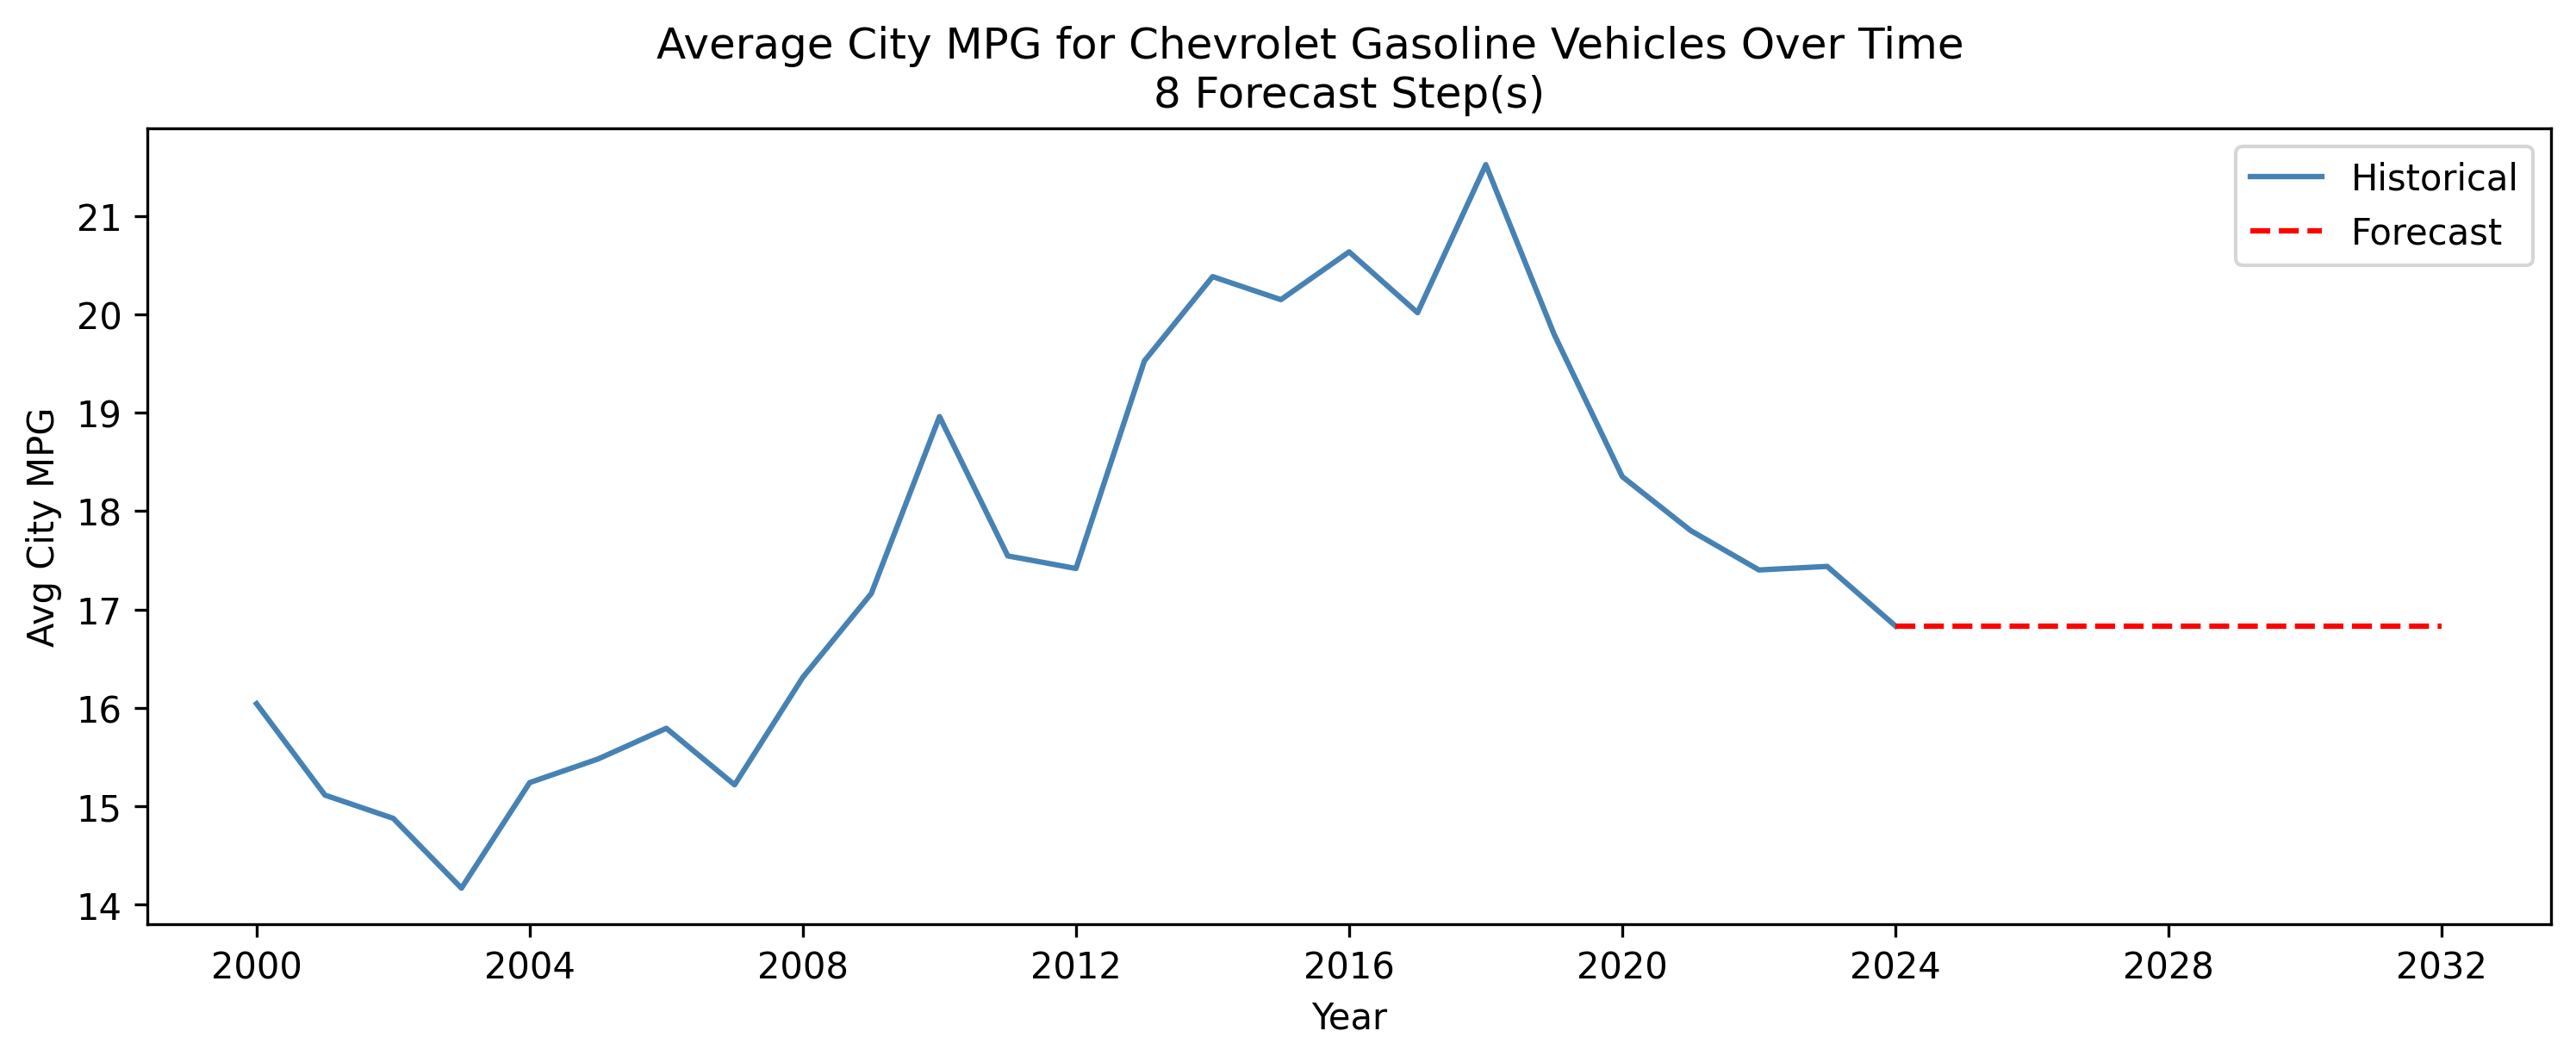 Average City MPG for Chevrolet Gasoline Vehicles Over Time
8 Forecast Step(s)
Historical
Forecast
Avg City MPG
21
20
19
18
17
16
15
14
2000 2004 2008 2012 2016 2020 2024 2028 2032
Year